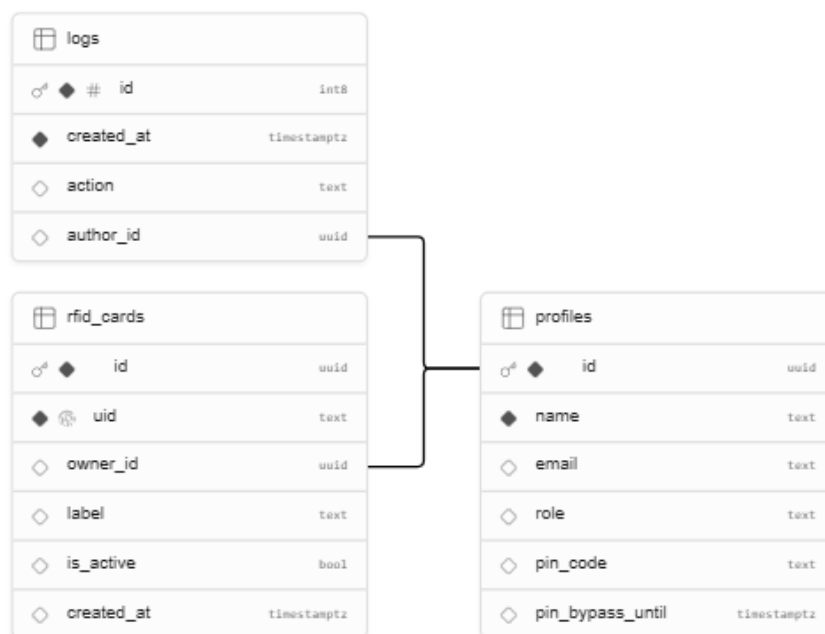 logs
# id int8
created_at timestamptz
action text
author_id uuid
rfid_cards
id uuid
uid text
owner_id uuid
label text
is_active bool
created_at timestamptz
profiles
id uuid
name text
email text
role text
pin_code text
pin_bypass_until timestamptz